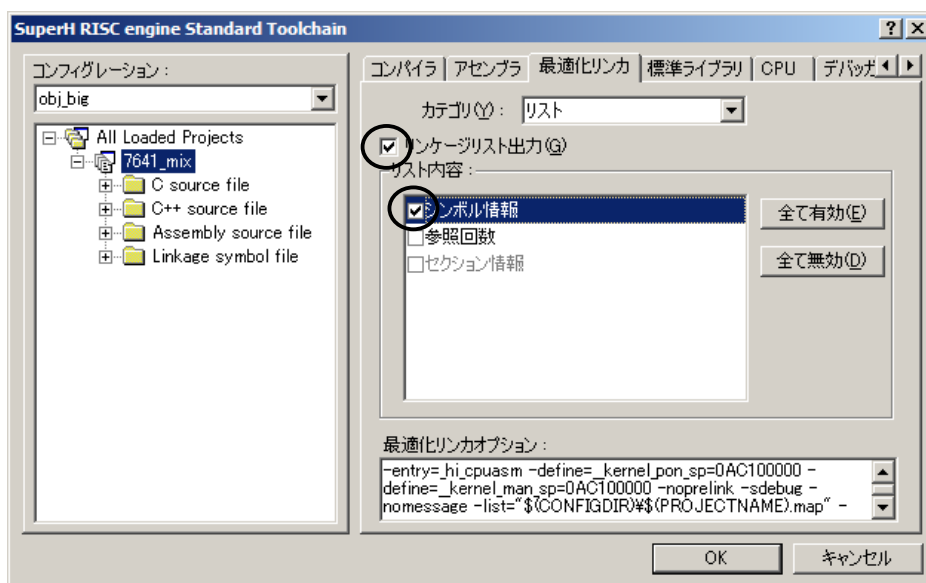 SuperH RISC engine Standard Toolchain
コンフィグレーション :
obj_big
All Loaded Projects
7641_mix
C source file
C++ source file
Assembly source file
Linkage symbol file
コンパイラ アセンブラ 最適化リンカ 標準ライブラリ CPU デバッガ
カテゴリ(Y) : リスト
リンケージリスト出力(G)
リスト内容 :
シンボル情報
参照回数
セクション情報
全て有効(E)
全て無効(D)
最適化リンカオプション :
-entry=_hi_cpuasm -define=_kernel_pon_sp=0AC100000 -
define=_kernel_man_sp=0AC100000 -noprelink -sdebug -
nomessage -list="$(CONFIGDIR)¥$(PROJECTNAME).map" -
OK キャンセル